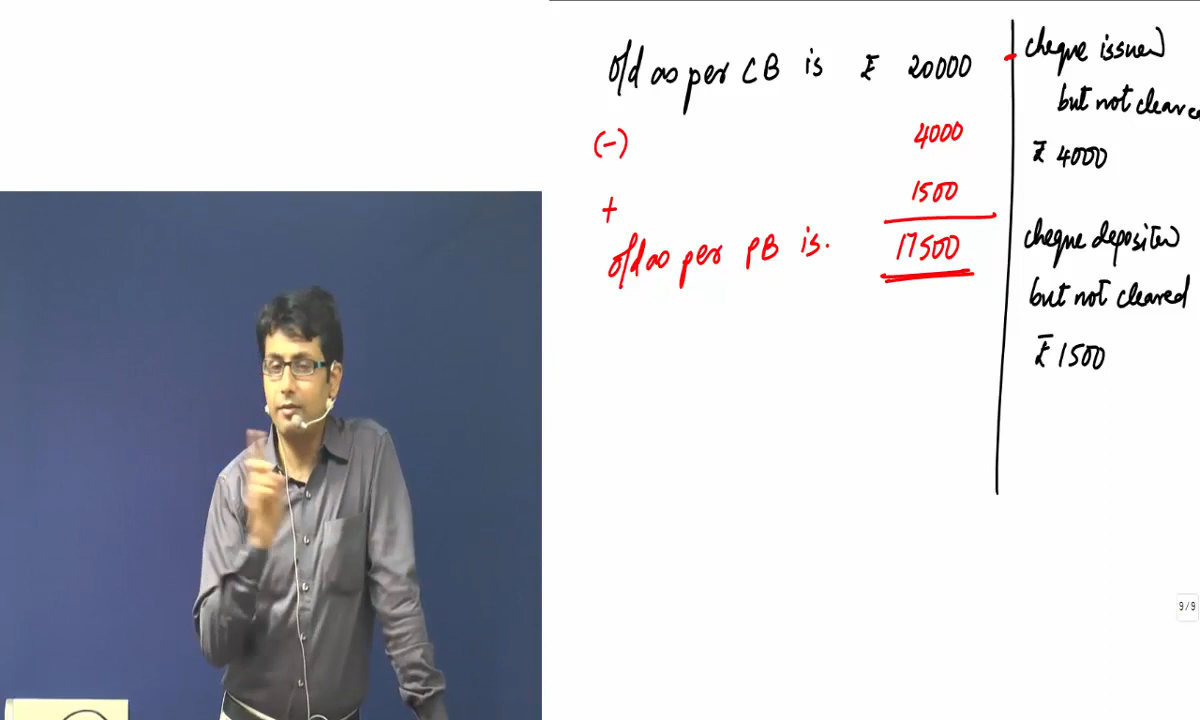 o/d as per CB is ₹ 20000
(-) 4000
+ 1500
o/d as per PB is. 17500
cheque issued
but not cleared
₹ 4000
cheque deposited
but not cleared
₹ 1500
9/9